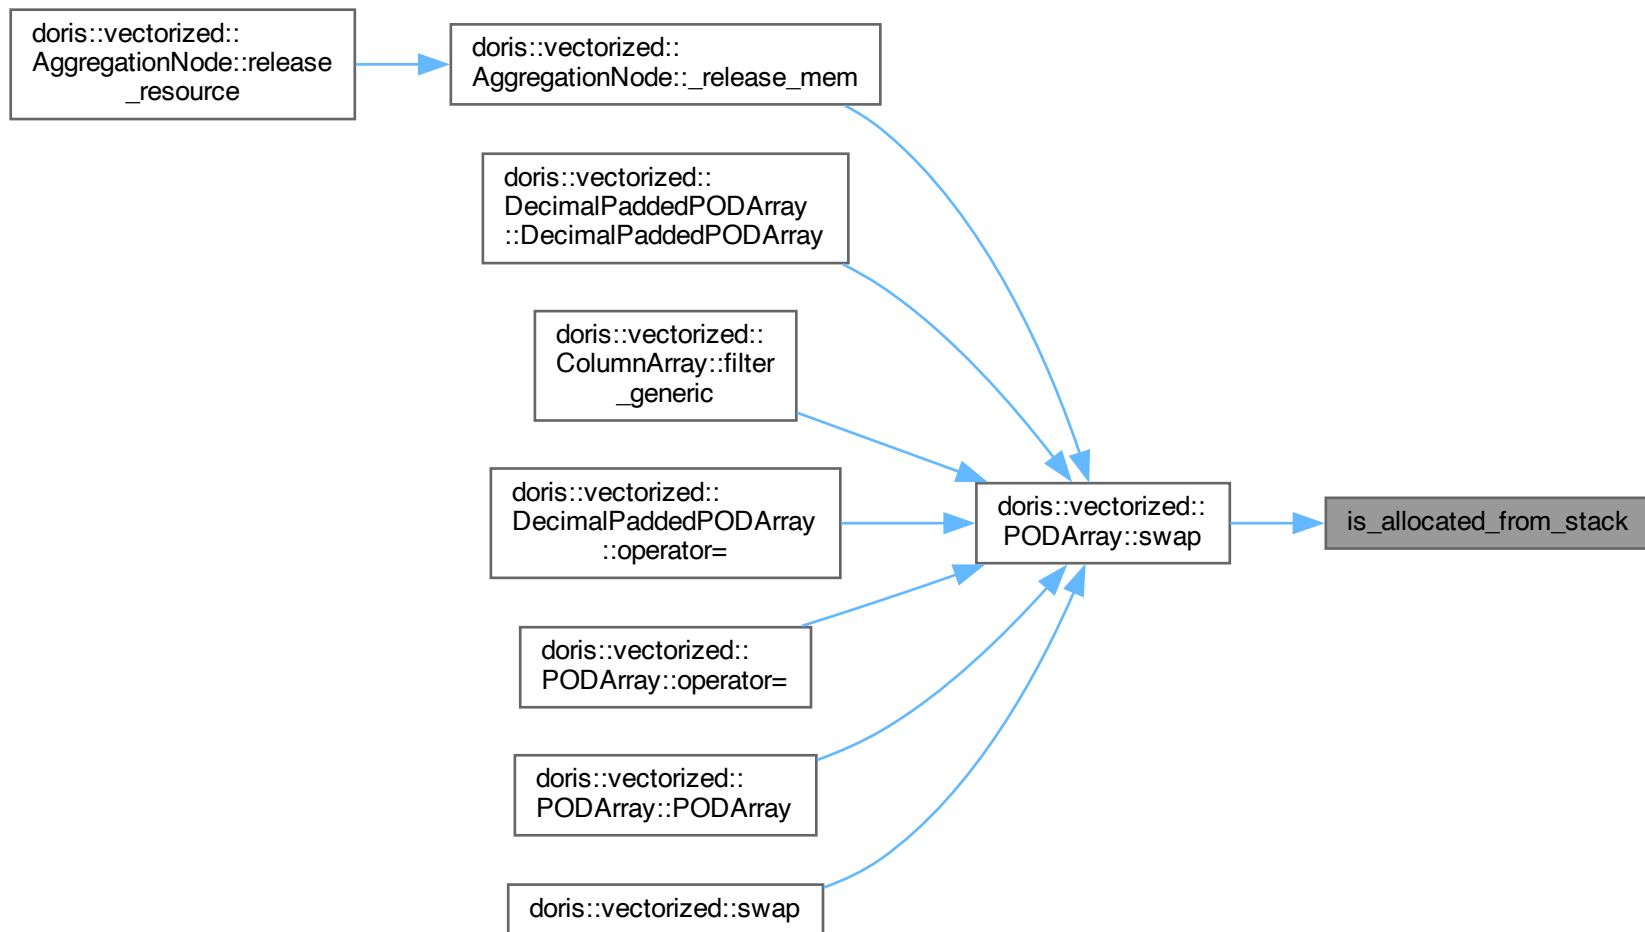 doris::vectorized::
AggregationNode::release
_resource
doris::vectorized::
AggregationNode::_release_mem
doris::vectorized::
DecimalPaddedPODArray
::DecimalPaddedPODArray
doris::vectorized::
ColumnArray::filter
_generic
doris::vectorized::
DecimalPaddedPODArray
::operator=
doris::vectorized::
PODArray::operator=
doris::vectorized::
PODArray::PODArray
doris::vectorized::swap
doris::vectorized::
PODArray::swap
is_allocated_from_stack